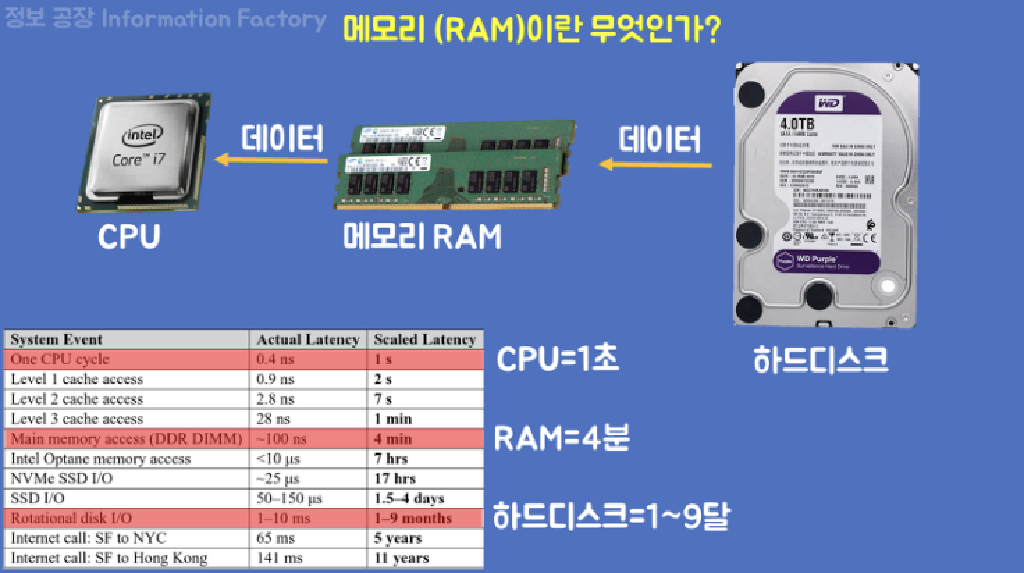 정보 공장 Information Factory
메모리 (RAM)이란 무엇인가?
intel
Core™ i7
데이터
데이터
WD
4.0TB
WD Purple™
Surveillance Hard Drive
CPU
메모리 RAM
하드디스크
System Event Actual Latency Scaled Latency
One CPU cycle 0.4 ns 1 s
Level 1 cache access 0.9 ns 2 s
Level 2 cache access 2.8 ns 7 s
Level 3 cache access 28 ns 1 min
Main memory access (DDR DIMM) ~100 ns 4 min
Intel Optane memory access <10 μs 7 hrs
NVMe SSD I/O ~25 μs 17 hrs
SSD I/O 50–150 μs 1.5–4 days
Rotational disk I/O 1–10 ms 1–9 months
Internet call: SF to NYC 65 ms 5 years
Internet call: SF to Hong Kong 141 ms 11 years
CPU=1초
RAM=4분
하드디스크=1~9달